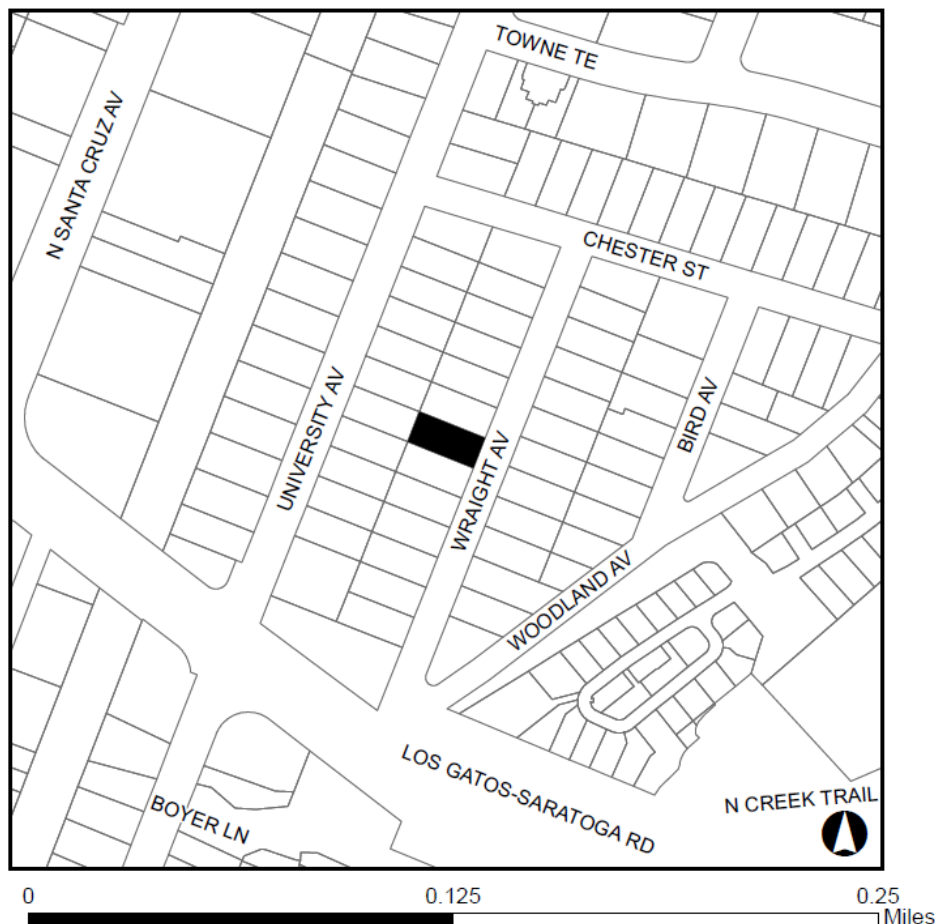 TOWNE TE
N SANTA CRUZ AV
CHESTER ST
UNIVERSITY AV
BIRD AV
WRAIGHT AV
WOODLAND AV
LOS GATOS-SARATOGA RD
N CREEK TRAIL
BOYER LN
0 0.125 0.25
Miles